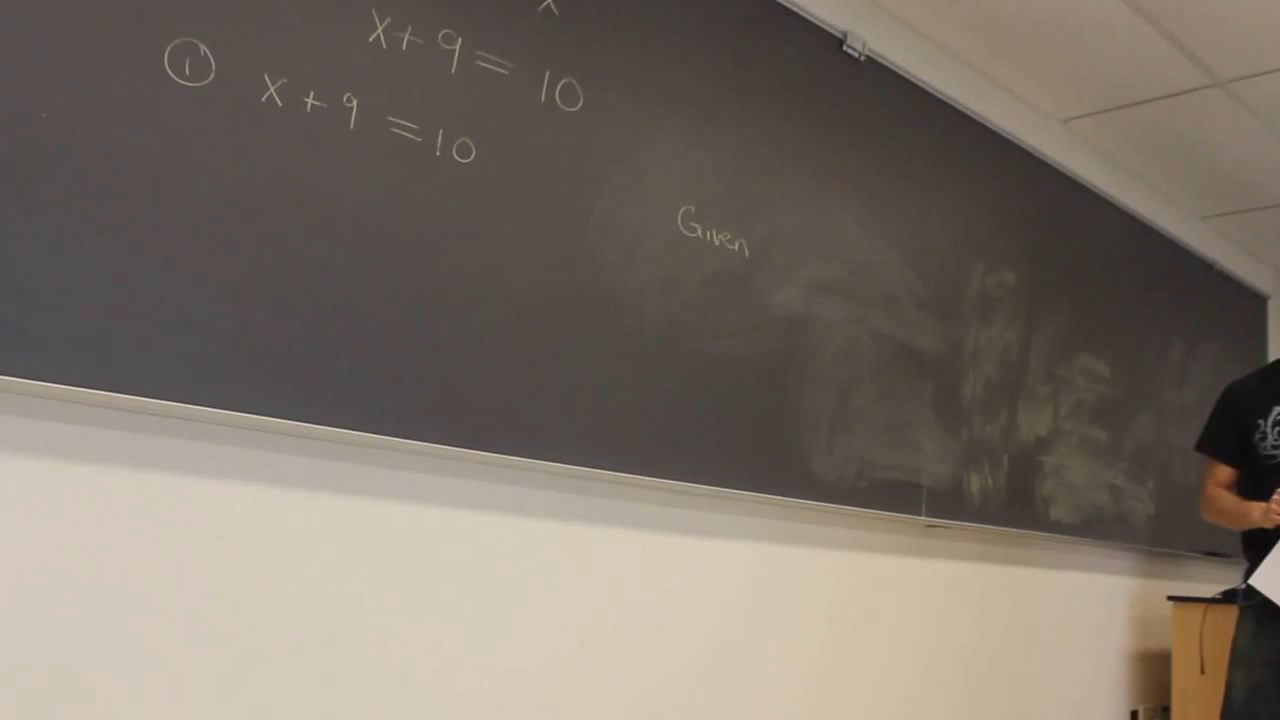 x
x + 9 = 10
① x + 9 = 10
Given